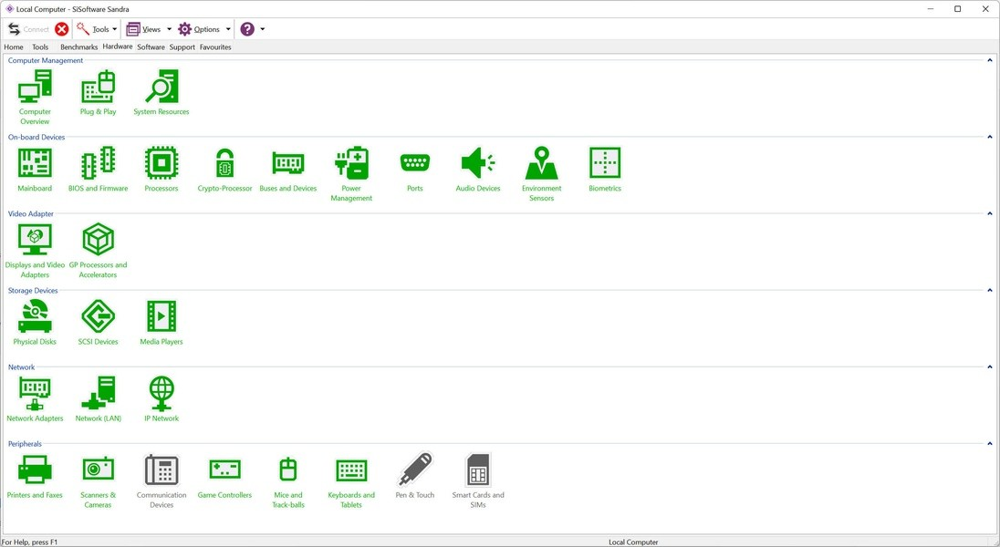 Local Computer - SiSoftware Sandra
Connect Tools Views Options
Home Tools Benchmarks Hardware Software Support Favourites
Computer Management
Computer Overview
Plug & Play
System Resources
On-board Devices
Mainboard
BIOS and Firmware
Processors
Crypto-Processor
Buses and Devices
Power Management
Ports
Audio Devices
Environment Sensors
Biometrics
Video Adapter
Displays and Video Adapters
GP Processors and Accelerators
Storage Devices
Physical Disks
SCSI Devices
Media Players
Network
Network Adapters
Network (LAN)
IP Network
Peripherals
Printers and Faxes
Scanners & Cameras
Communication Devices
Game Controllers
Mice and Track-balls
Keyboards and Tablets
Pen & Touch
Smart Cards and SIMs
For Help, press F1
Local Computer